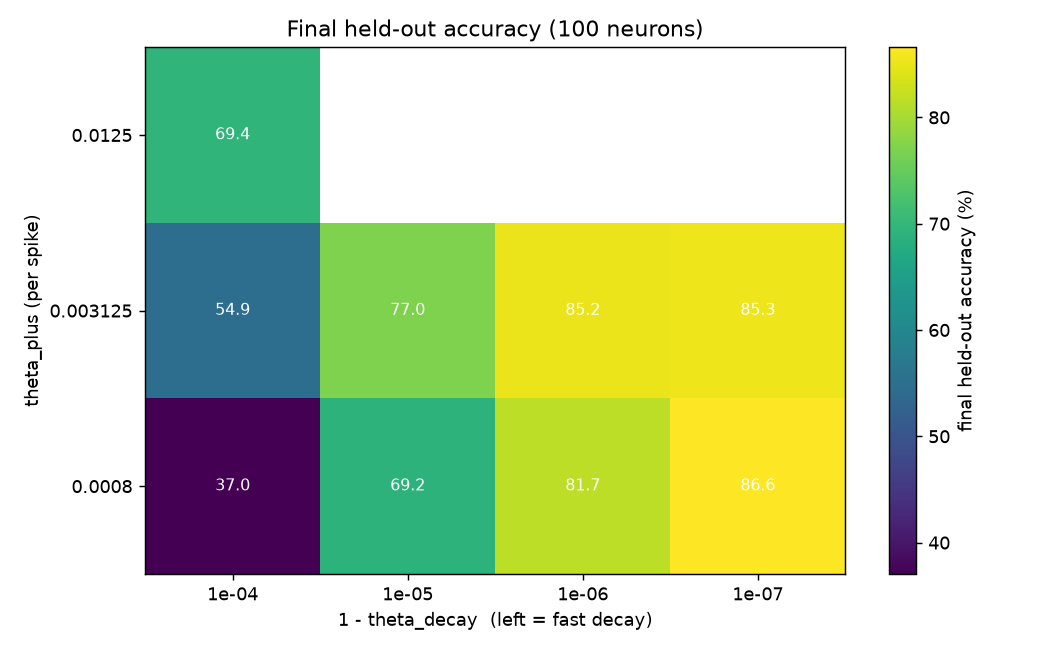 Final held-out accuracy (100 neurons)
theta_plus (per spike)
0.0125
69.4
0.003125
54.9 77.0 85.2 85.3
0.0008
37.0 69.2 81.7 86.6
1e-04 1e-05 1e-06 1e-07
1 - theta_decay  (left = fast decay)
80
70
60
50
40
final held-out accuracy (%)